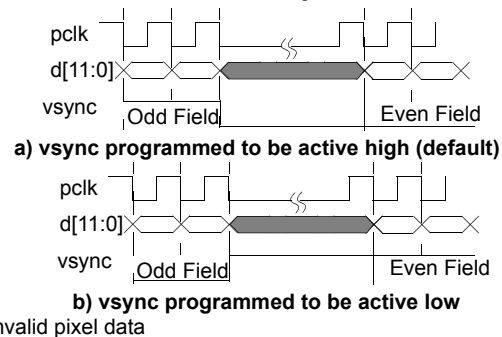 pclk
d[11:0]
vsync
Odd Field
Even Field
a) vsync programmed to be active high (default)
pclk
d[11:0]
vsync
Odd Field
Even Field
b) vsync programmed to be active low
nvalid pixel data